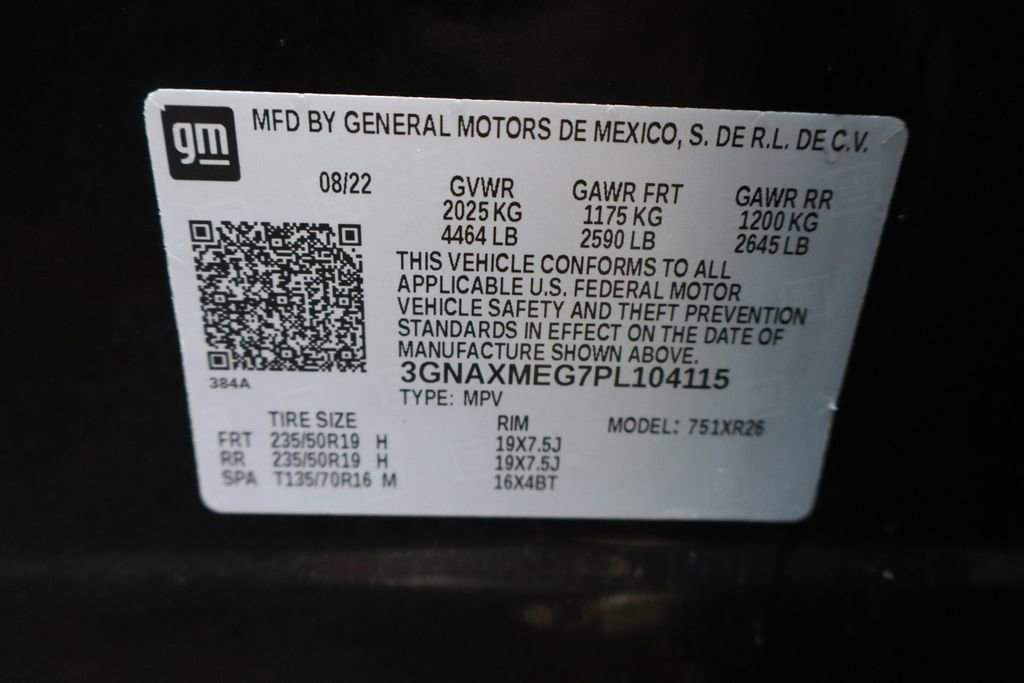 gm
MFD BY GENERAL MOTORS DE MEXICO, S. DE R.L. DE C.V.
08/22 GVWR GAWR FRT GAWR RR
2025 KG 1175 KG 1200 KG
4464 LB 2590 LB 2645 LB
THIS VEHICLE CONFORMS TO ALL
APPLICABLE U.S. FEDERAL MOTOR
VEHICLE SAFETY AND THEFT PREVENTION
STANDARDS IN EFFECT ON THE DATE OF
MANUFACTURE SHOWN ABOVE.
384A
3GNAXMEG7PL104115
TYPE: MPV
TIRE SIZE RIM MODEL: 751XR26
FRT 235/50R19 H 19X7.5J
RR 235/50R19 H 19X7.5J
SPA T135/70R16 M 16X4BT